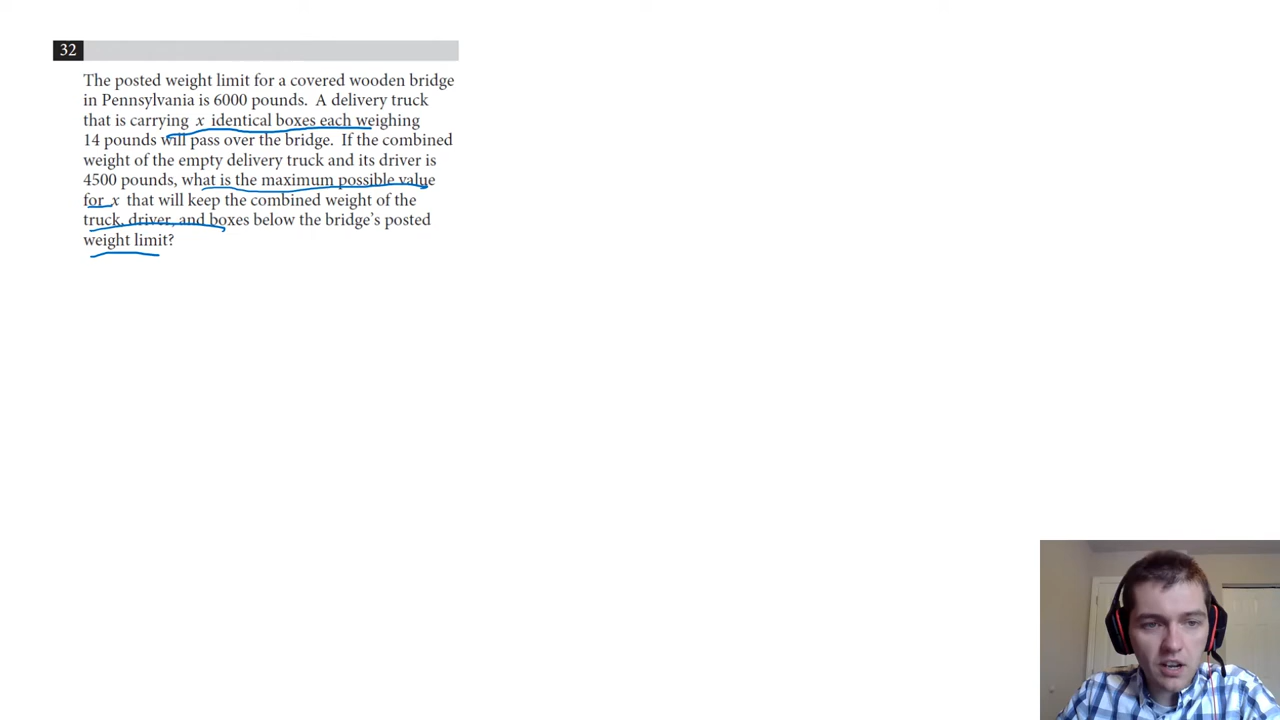 32
The posted weight limit for a covered wooden bridge
in Pennsylvania is 6000 pounds. A delivery truck
that is carrying x identical boxes each weighing
14 pounds will pass over the bridge. If the combined
weight of the empty delivery truck and its driver is
4500 pounds, what is the maximum possible value
for x that will keep the combined weight of the
truck, driver, and boxes below the bridge's posted
weight limit?